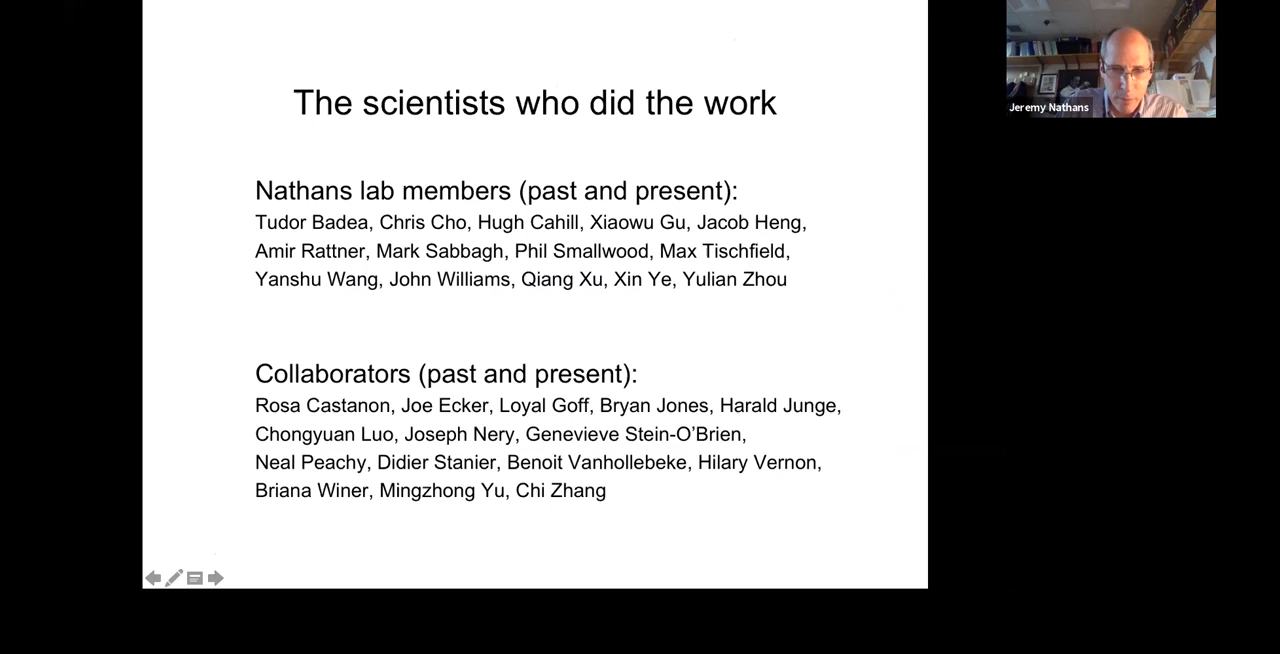 The scientists who did the work
Nathans lab members (past and present):
Tudor Badea, Chris Cho, Hugh Cahill, Xiaowu Gu, Jacob Heng,
Amir Rattner, Mark Sabbagh, Phil Smallwood, Max Tischfield,
Yanshu Wang, John Williams, Qiang Xu, Xin Ye, Yulian Zhou
Collaborators (past and present):
Rosa Castanon, Joe Ecker, Loyal Goff, Bryan Jones, Harald Junge,
Chongyuan Luo, Joseph Nery, Genevieve Stein-O’Brien,
Neal Peachy, Didier Stanier, Benoit Vanhollebeke, Hilary Vernon,
Briana Winer, Mingzhong Yu, Chi Zhang
Jeremy Nathans